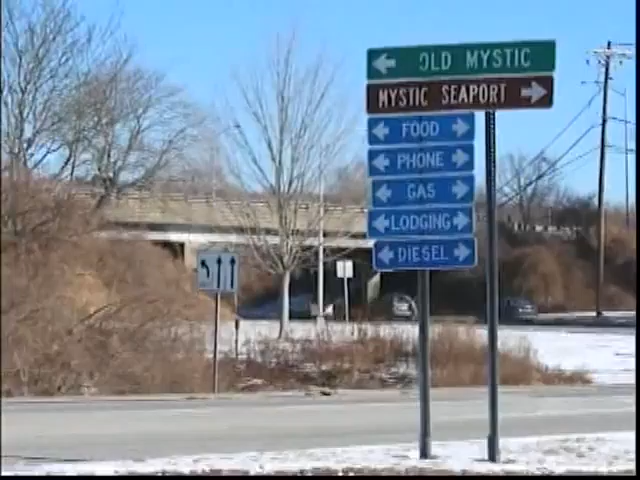 OLD MYSTIC
MYSTIC SEAPORT
FOOD
PHONE
GAS
LODGING
DIESEL